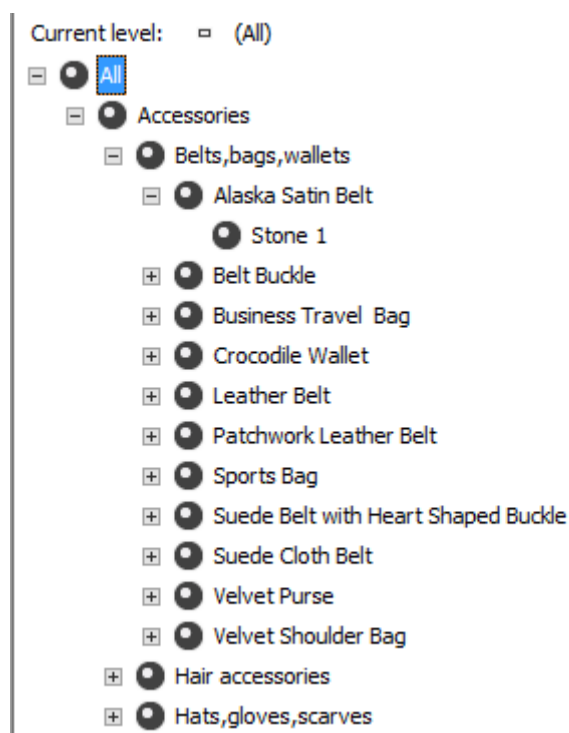 Current level: (All)
All
Accessories
Belts,bags,wallets
Alaska Satin Belt
Stone 1
Belt Buckle
Business Travel  Bag
Crocodile Wallet
Leather Belt
Patchwork Leather Belt
Sports Bag
Suede Belt with Heart Shaped Buckle
Suede Cloth Belt
Velvet Purse
Velvet Shoulder Bag
Hair accessories
Hats,gloves,scarves